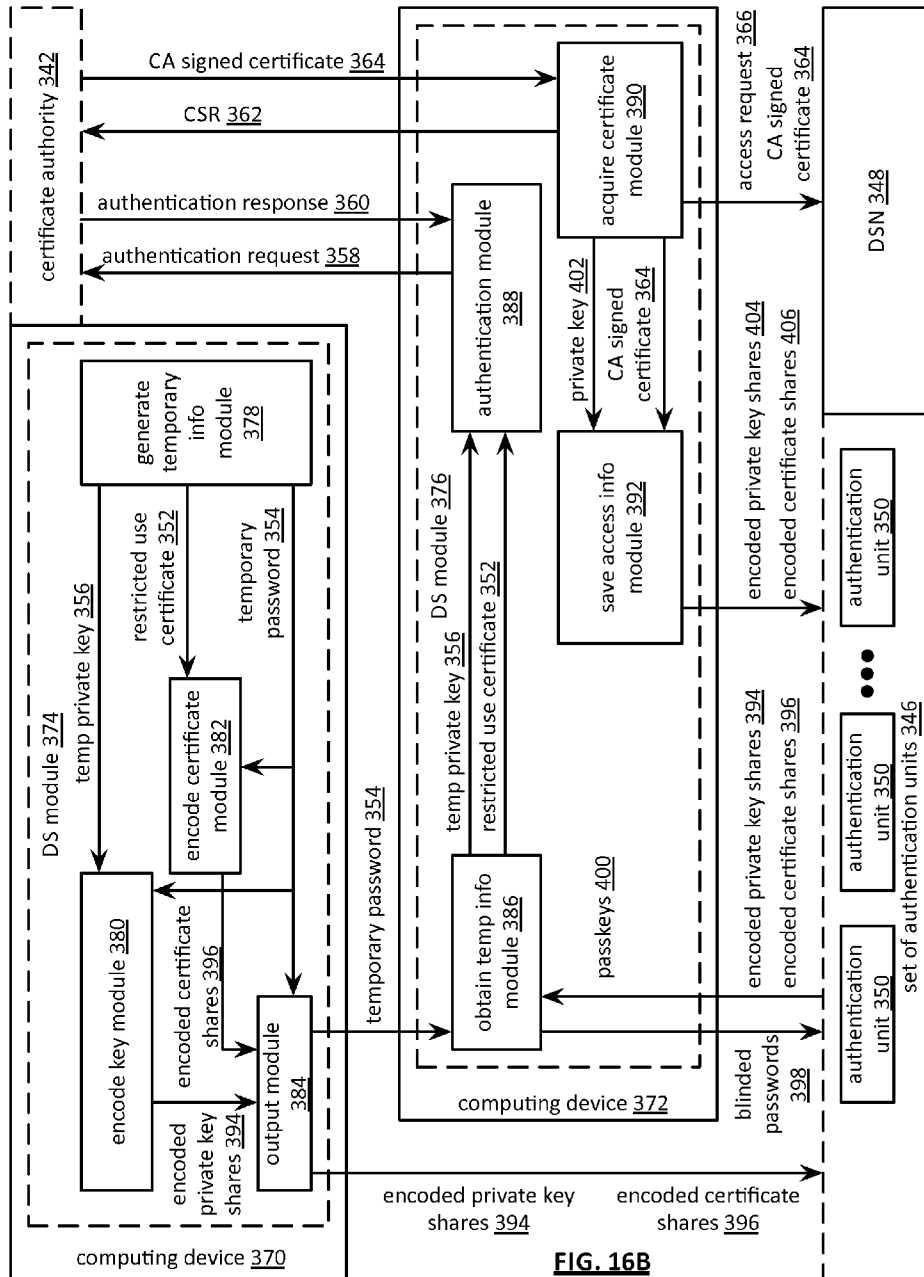 certificate authority 342
CA signed certificate 364
CSR 362
authentication response 360
authentication request 358
acquire certificate
module 390
access request 366
CA signed
certificate 364
DSN 348
authentication module
388
private key 402
CA signed
certificate 364
save access info
module 392
encoded private key shares 404
encoded certificate shares 406
generate
temporary
info
module
378
temp private key 356
restricted use
certificate 352
temporary
password 354
DS module 374
encode certificate
module 382
encode key module 380
encoded certificate
shares 396
encoded
private key
shares 394
output module
384
computing device 370
temporary password 354
DS module 376
temp private key 356
restricted use certificate 352
obtain temp info
module 386
passkeys 400
encoded private key shares 394
encoded certificate shares 396
blinded
passwords
398
computing device 372
authentication
unit 350
authentication
unit 350
authentication
unit 350
set of authentication units 346
encoded private key
shares 394
encoded certificate
shares 396
FIG. 16B